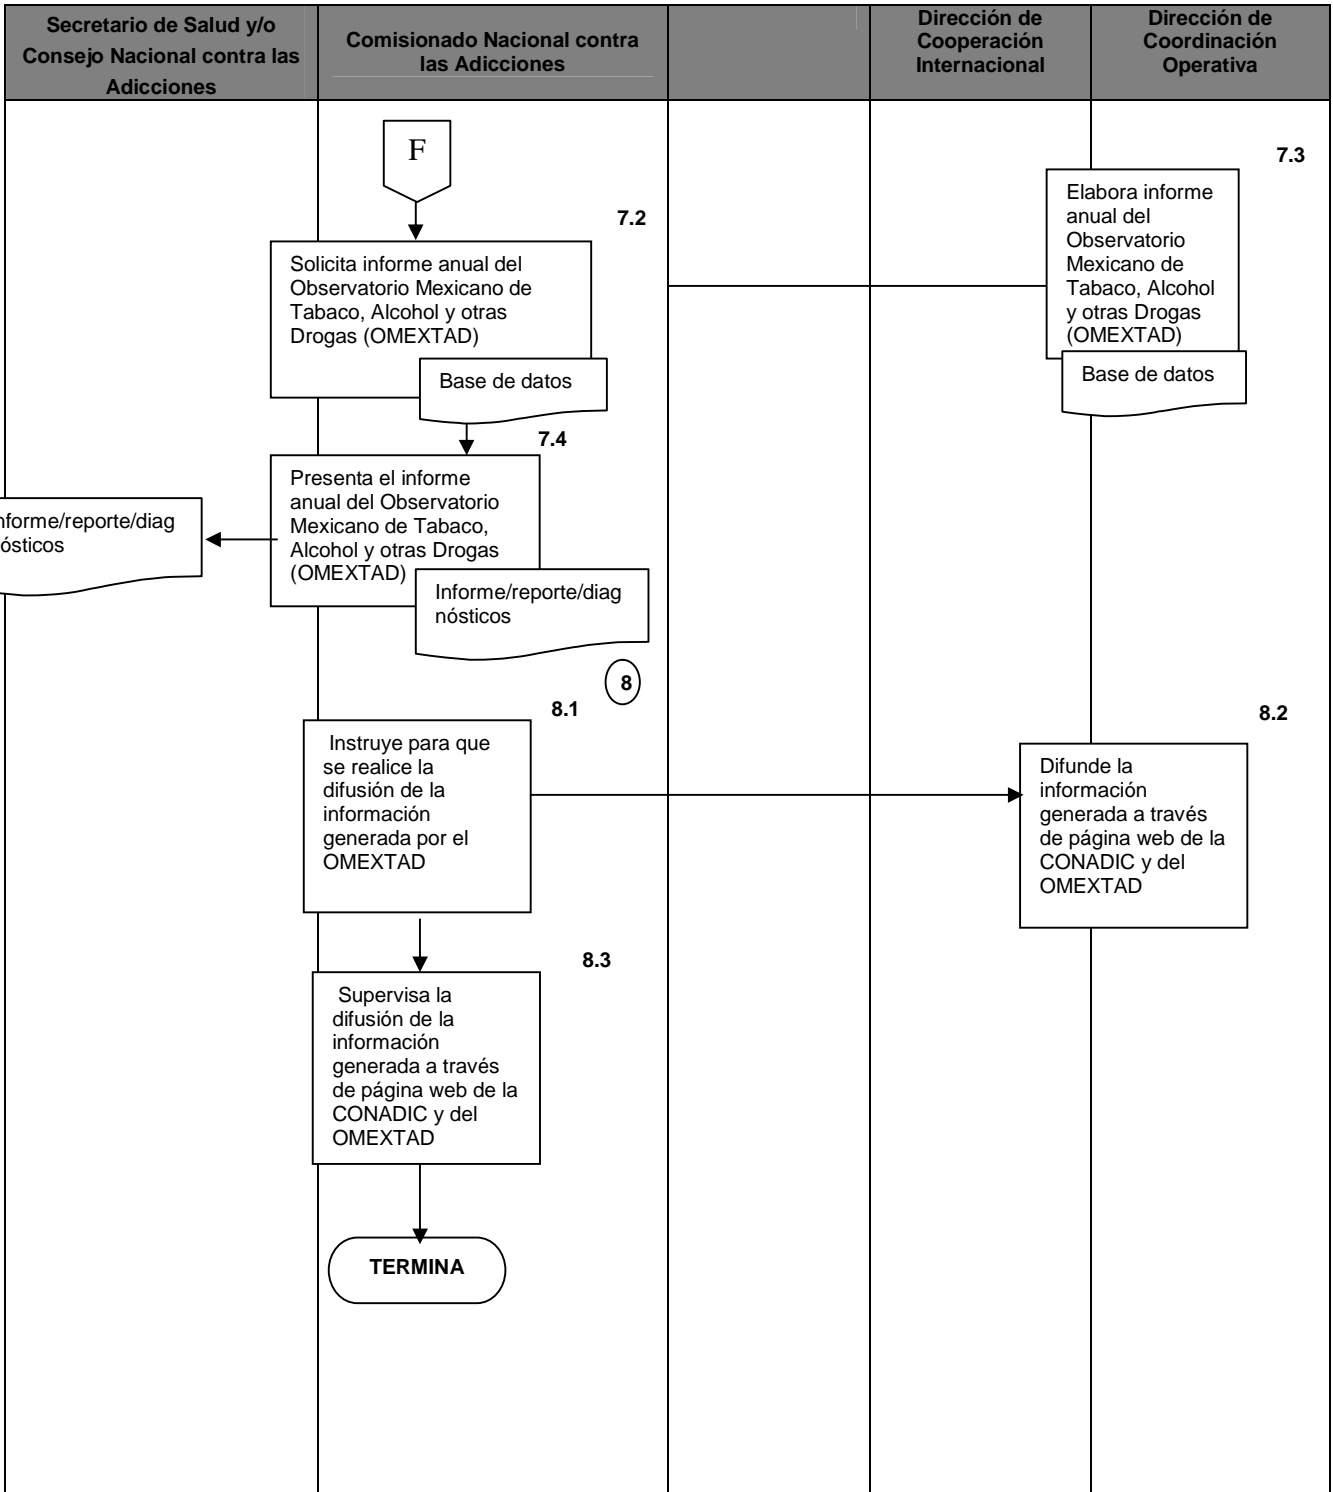 Secretario de Salud y/o
Consejo Nacional contra las
Adicciones
Comisionado Nacional contra
las Adicciones
Dirección de
Cooperación
Internacional
Dirección de
Coordinación
Operativa
F
7.2
Solicita informe anual del
Observatorio Mexicano de
Tabaco, Alcohol y otras
Drogas (OMEXTAD)
Base de datos
7.3
Elabora informe
anual del
Observatorio
Mexicano de
Tabaco, Alcohol
y otras Drogas
(OMEXTAD)
Base de datos
7.4
Presenta el informe
anual del Observatorio
Mexicano de Tabaco,
Alcohol y otras Drogas
(OMEXTAD)
Informe/reporte/diag
nósticos
nforme/reporte/diag
ósticos
8
8.1
Instruye para que
se realice la
difusión de la
información
generada por el
OMEXTAD
8.2
Difunde la
información
generada a través
de página web de la
CONADIC y del
OMEXTAD
8.3
Supervisa la
difusión de la
información
generada a través
de página web de la
CONADIC y del
OMEXTAD
TERMINA